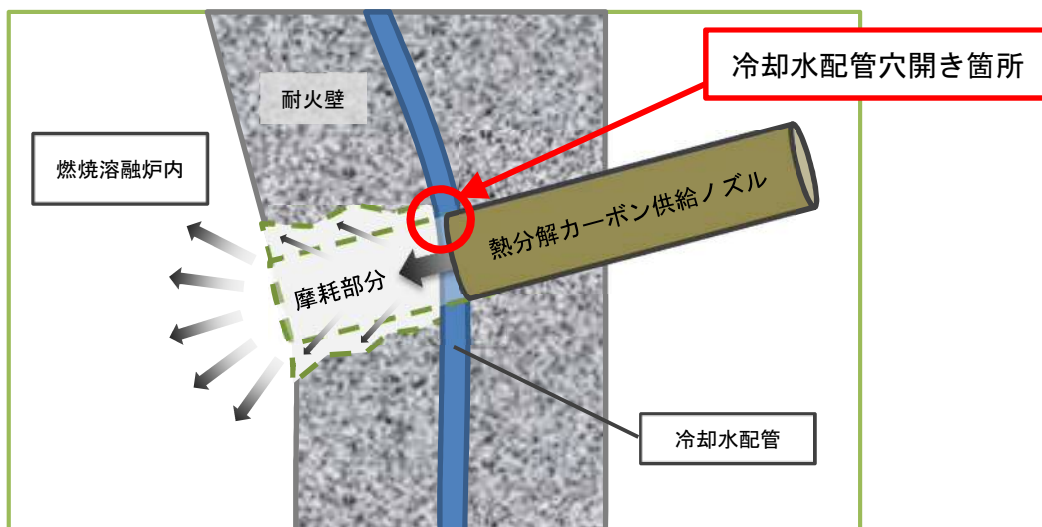 冷却水配管穴開き箇所
耐火壁
燃焼溶融炉内
熱分解カーボン供給ノズル
摩耗部分
冷却水配管